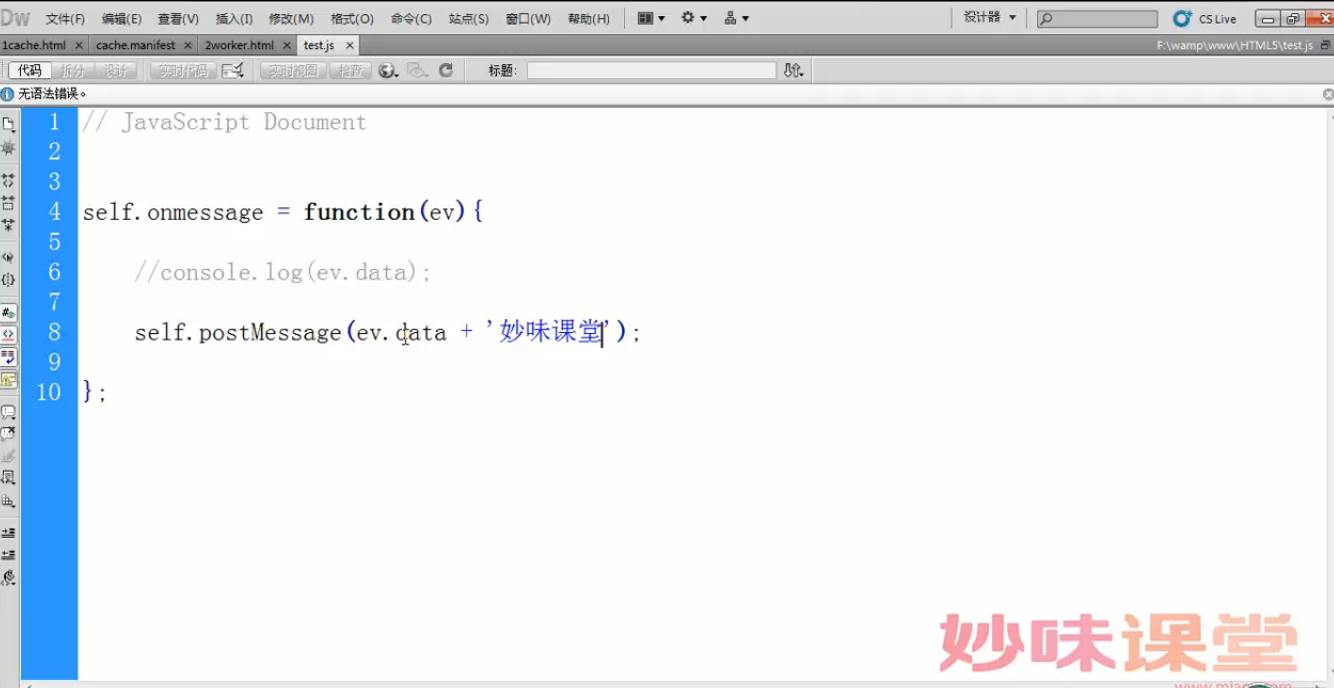 Dw 文件(F) 编辑(E) 查看(V) 插入(I) 修改(M) 格式(O) 命令(C) 站点(S) 窗口(W) 帮助(H) 设计器 CS Live
1cache.html cache.manifest 2worker.html test.js F:\wamp\www\HTML5\test.js
代码 拆分 设计 实时代码 实时视图 检查 标题:
无语法错误。
1 // JavaScript Document
2
3
4 self.onmessage = function(ev){
5
6 //console.log(ev.data);
7
8 self.postMessage(ev.data + '妙味课堂');
9
10 };
妙味课堂